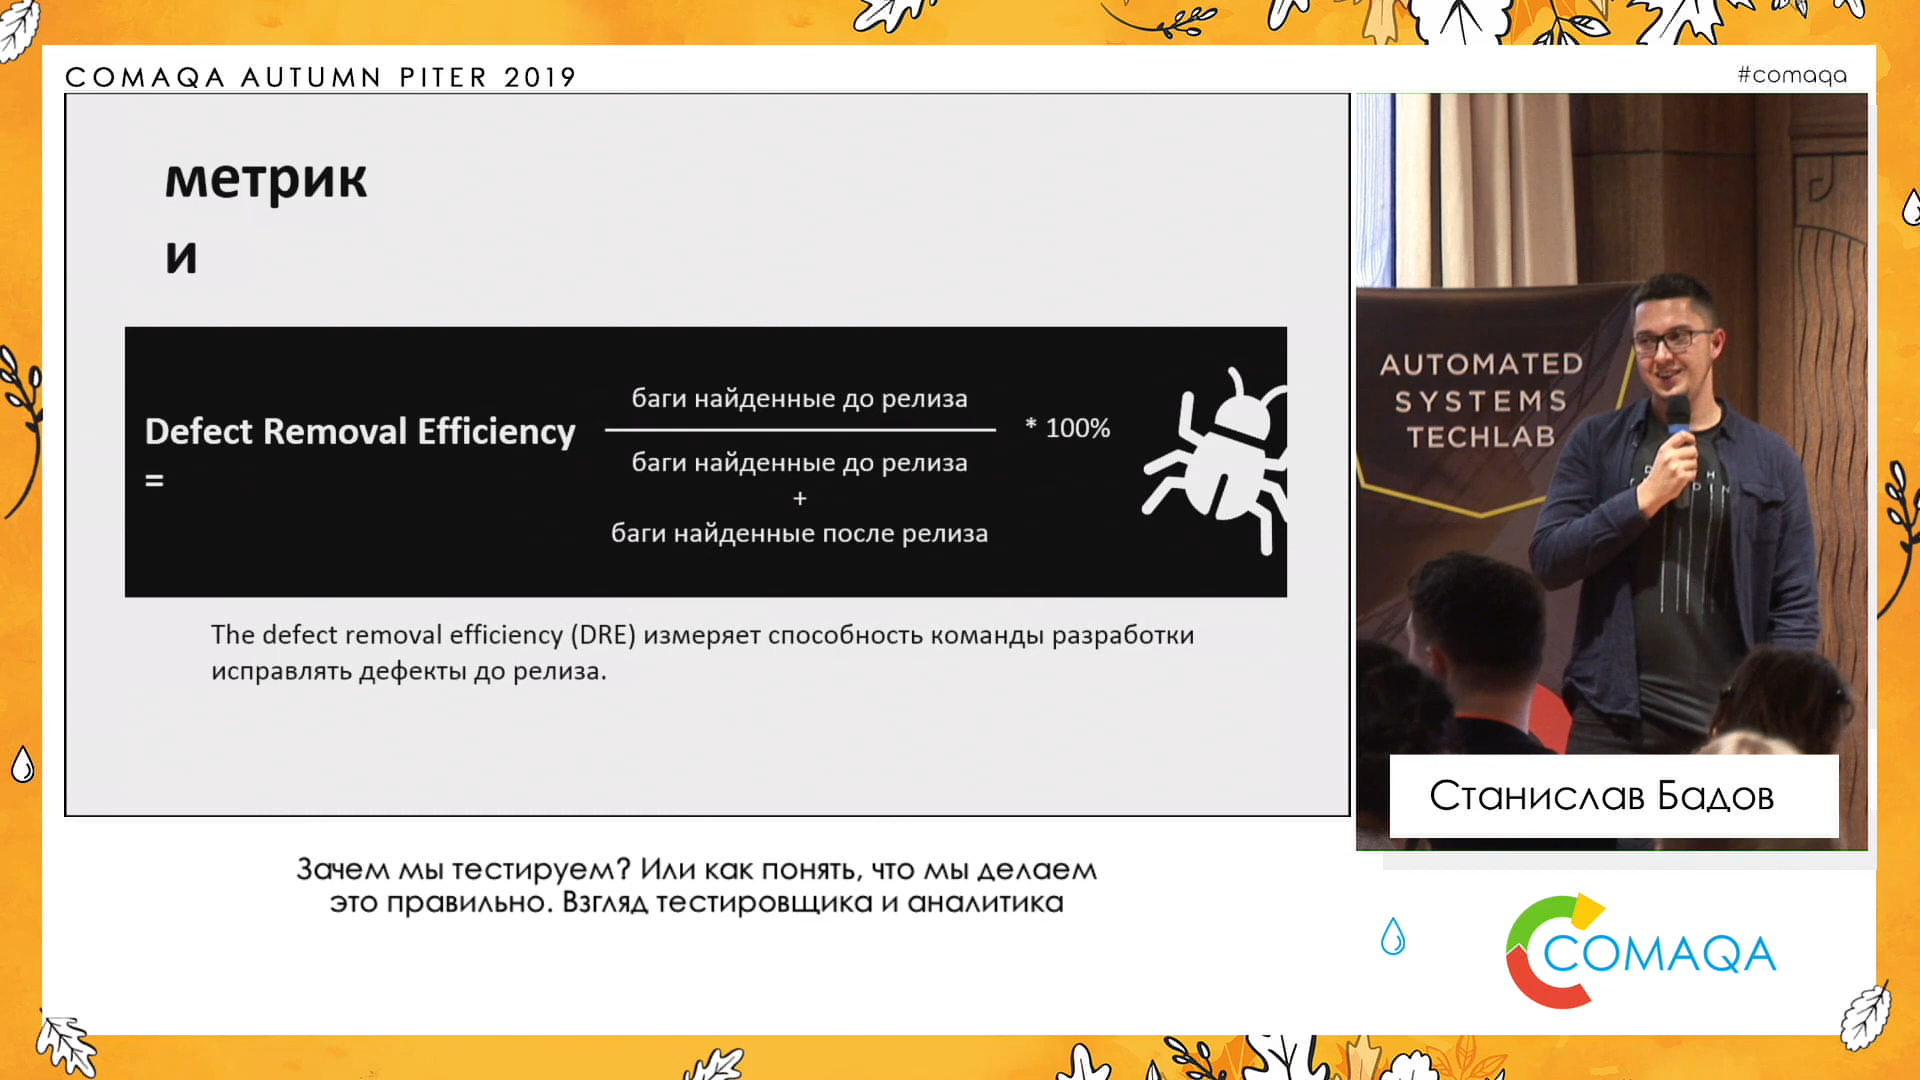 COMAQA AUTUMN PITER 2019
#comaqa
метрик
и
Defect Removal Efficiency
=
баги найденные до релиза
* 100%
баги найденные до релиза
+
баги найденные после релиза
The defect removal efficiency (DRE) измеряет способность команды разработки
исправлять дефекты до релиза.
AUTOMATED
SYSTEMS
TECHLAB
Станислав Бадов
Зачем мы тестируем? Или как понять, что мы делаем
это правильно. Взгляд тестировщика и аналитика
COMAQA